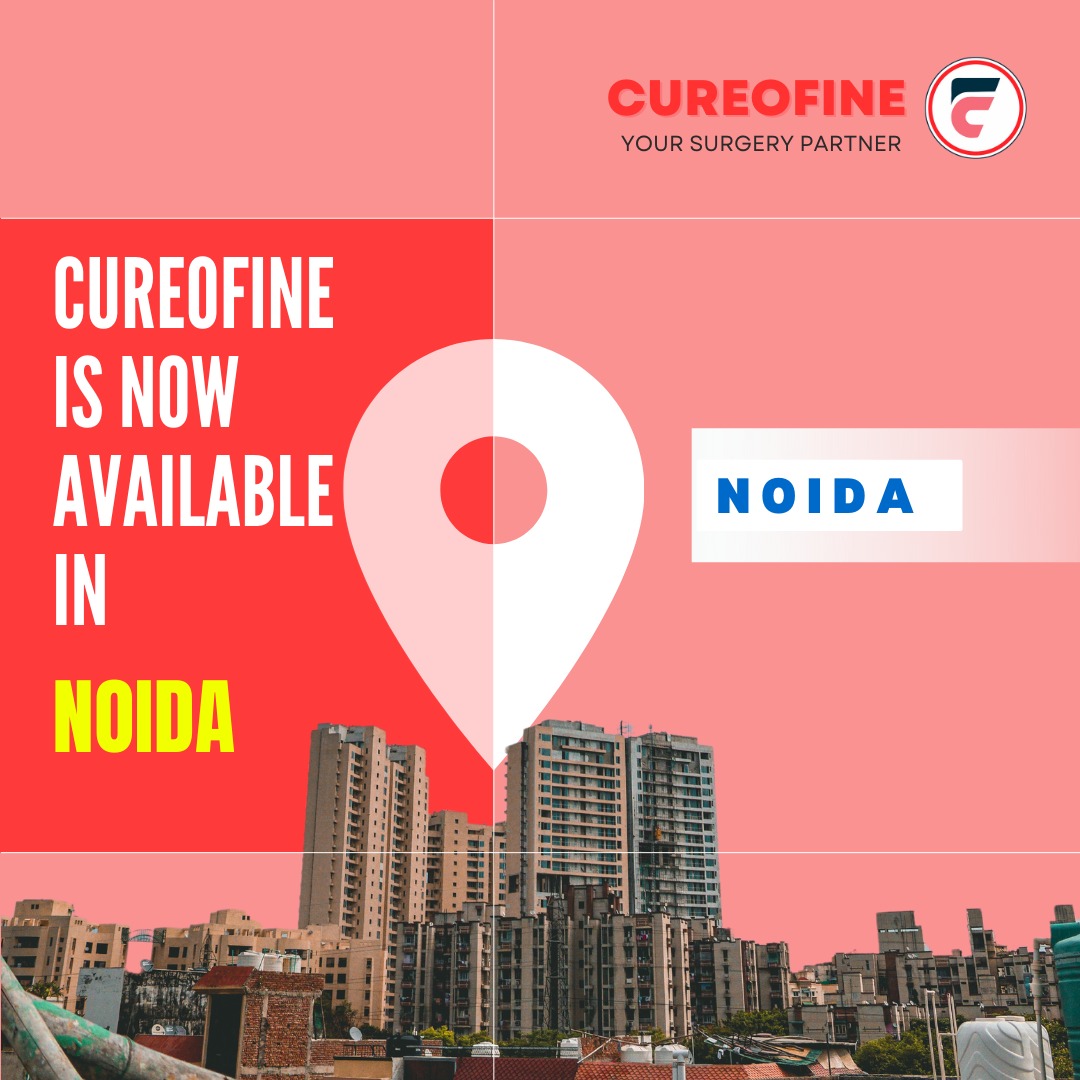 CUREOFINE
YOUR SURGERY PARTNER
CUREOFINE
IS NOW
AVAILABLE
IN
NOIDA
NOIDA